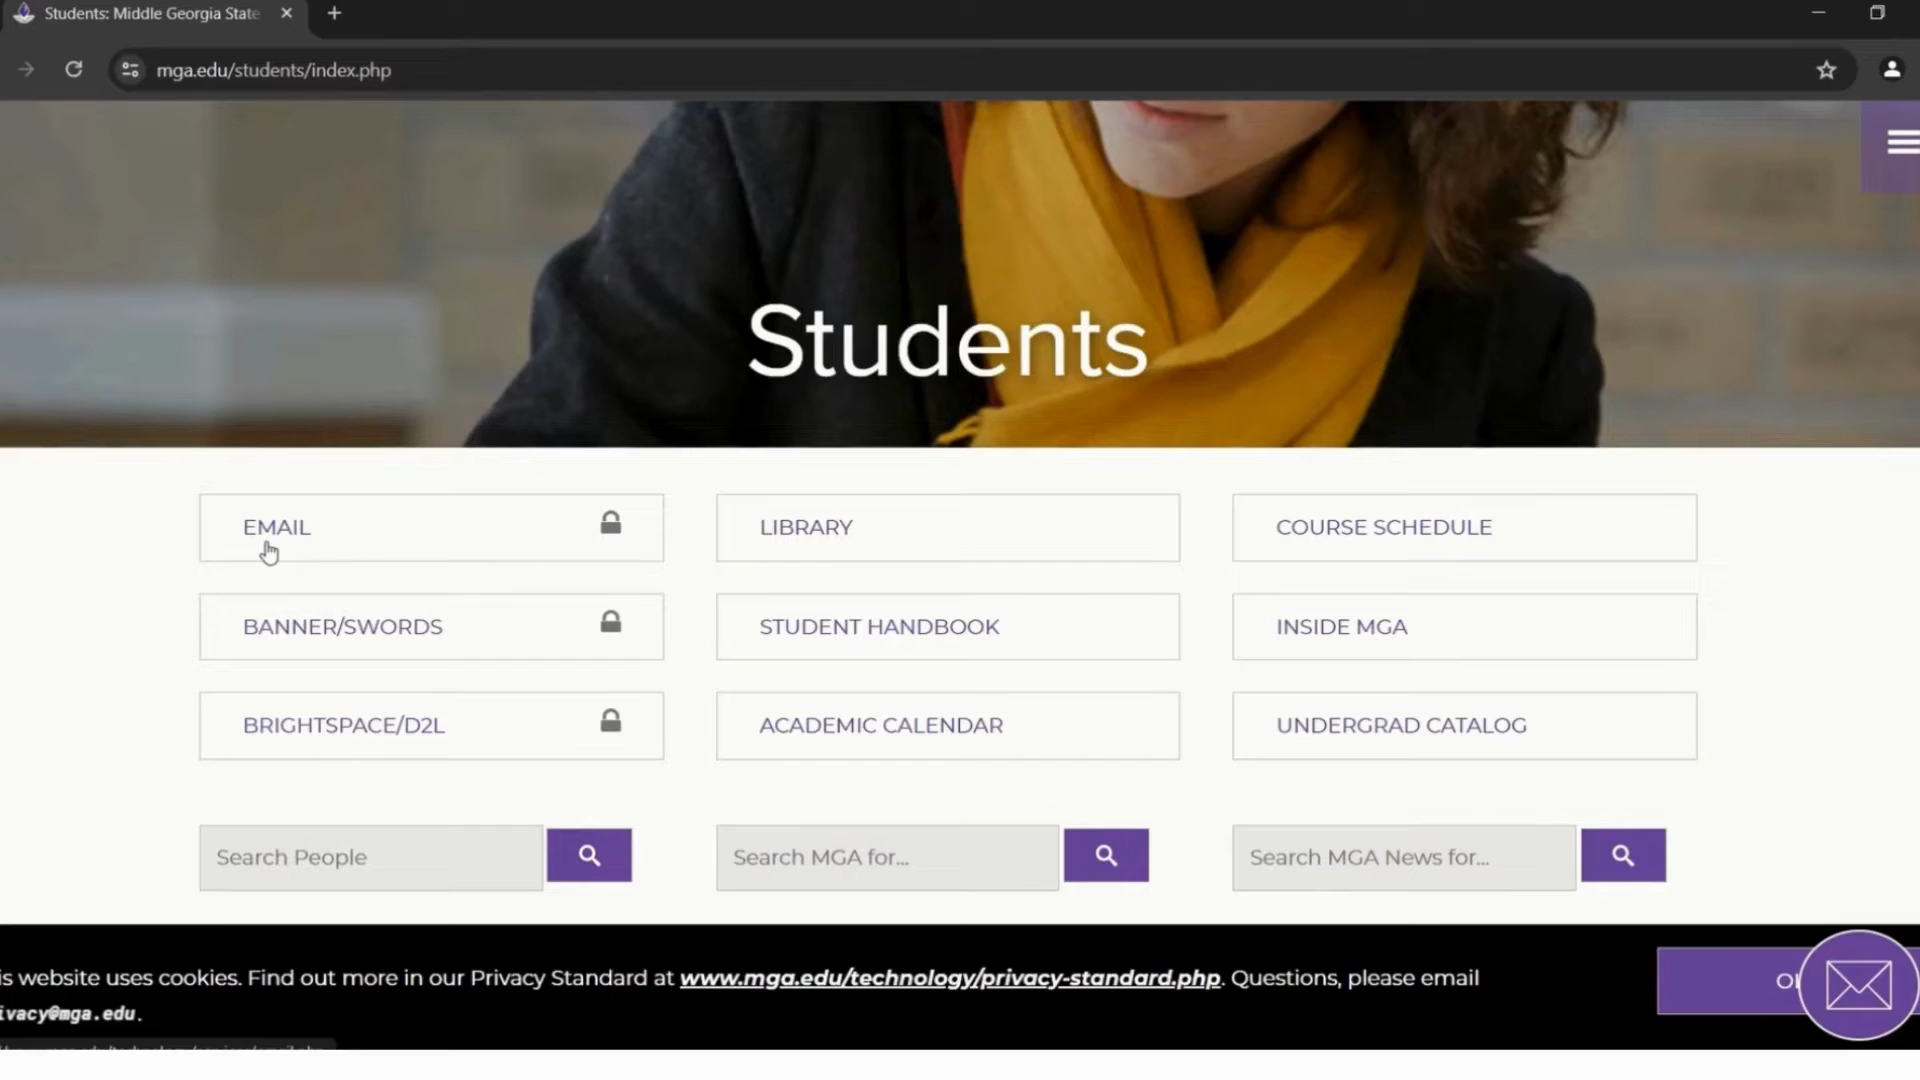 Students: Middle Georgia State
mga.edu/students/index.php
Students
EMAIL
LIBRARY
COURSE SCHEDULE
BANNER/SWORDS
STUDENT HANDBOOK
INSIDE MGA
BRIGHTSPACE/D2L
ACADEMIC CALENDAR
UNDERGRAD CATALOG
Search People
Search MGA for...
Search MGA News for...
is website uses cookies. Find out more in our Privacy Standard at www.mga.edu/technology/privacy-standard.php. Questions, please email
ivacy@mga.edu.